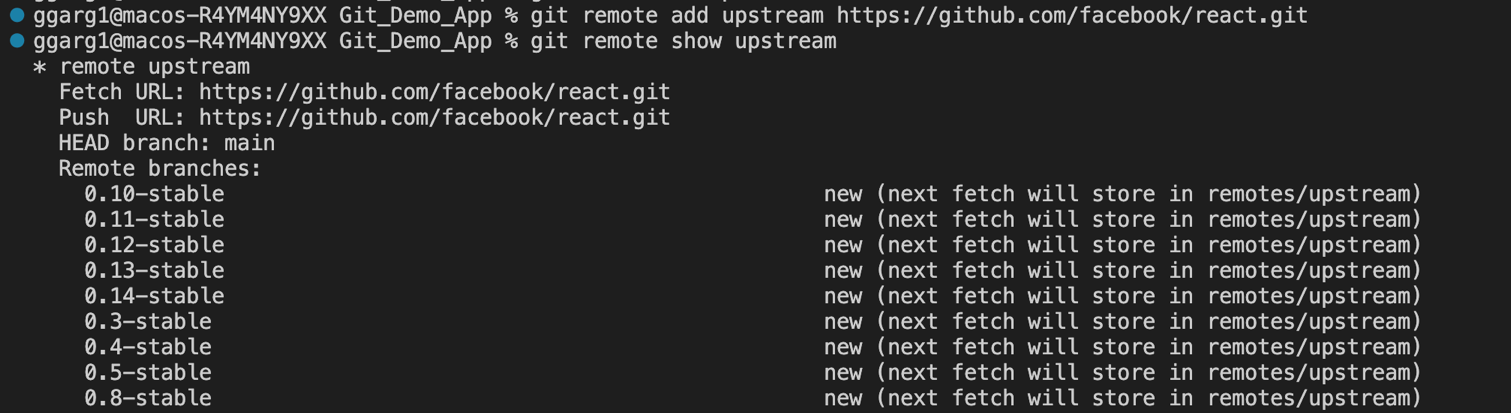 ggarg1@macos-R4YM4NY9XX Git_Demo_App % git remote add upstream https://github.com/facebook/react.git
ggarg1@macos-R4YM4NY9XX Git_Demo_App % git remote show upstream
* remote upstream
  Fetch URL: https://github.com/facebook/react.git
  Push  URL: https://github.com/facebook/react.git
  HEAD branch: main
  Remote branches:
    0.10-stable                                               new (next fetch will store in remotes/upstream)
    0.11-stable                                               new (next fetch will store in remotes/upstream)
    0.12-stable                                               new (next fetch will store in remotes/upstream)
    0.13-stable                                               new (next fetch will store in remotes/upstream)
    0.14-stable                                               new (next fetch will store in remotes/upstream)
    0.3-stable                                                new (next fetch will store in remotes/upstream)
    0.4-stable                                                new (next fetch will store in remotes/upstream)
    0.5-stable                                                new (next fetch will store in remotes/upstream)
    0.8-stable                                                new (next fetch will store in remotes/upstream)